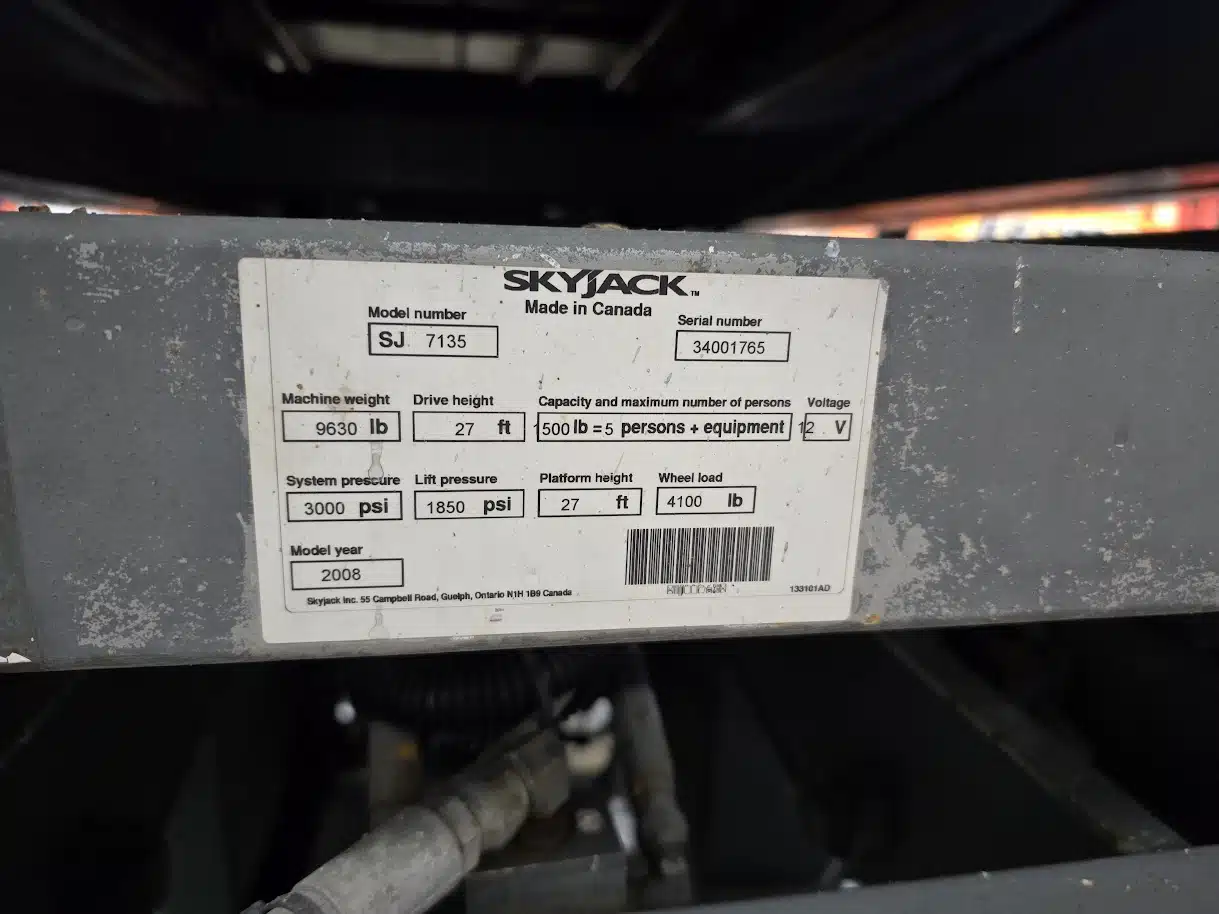 SKYJACK™
Made in Canada
Model number
SJ 7135
Serial number
34001765
Machine weight
9630 lb
Drive height
27 ft
Capacity and maximum number of persons
1500 lb = 5 persons + equipment
Voltage
12 V
System pressure
3000 psi
Lift pressure
1850 psi
Platform height
27 ft
Wheel load
4100 lb
Model year
2008
Skyjack Inc. 55 Campbell Road, Guelph, Ontario N1H 1B9 Canada
133101AD